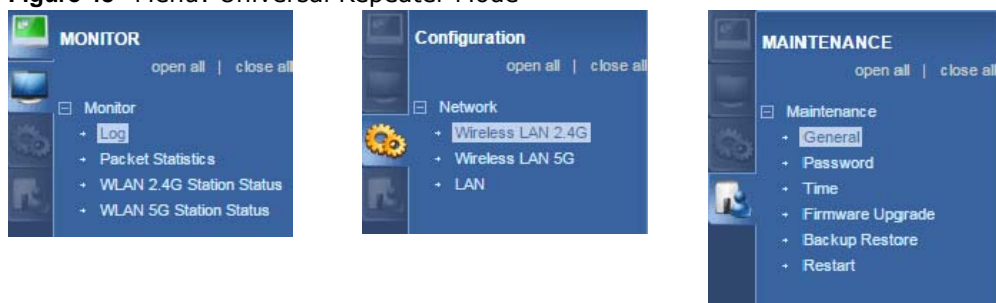 Figure 45 Menu: Universal Repeater Mode
MONITOR
open all | close all
Monitor
Log
Packet Statistics
WLAN 2.4G Station Status
WLAN 5G Station Status
Configuration
open all | close all
Network
Wireless LAN 2.4G
Wireless LAN 5G
LAN
MAINTENANCE
open all | close all
Maintenance
General
Password
Time
Firmware Upgrade
Backup Restore
Restart